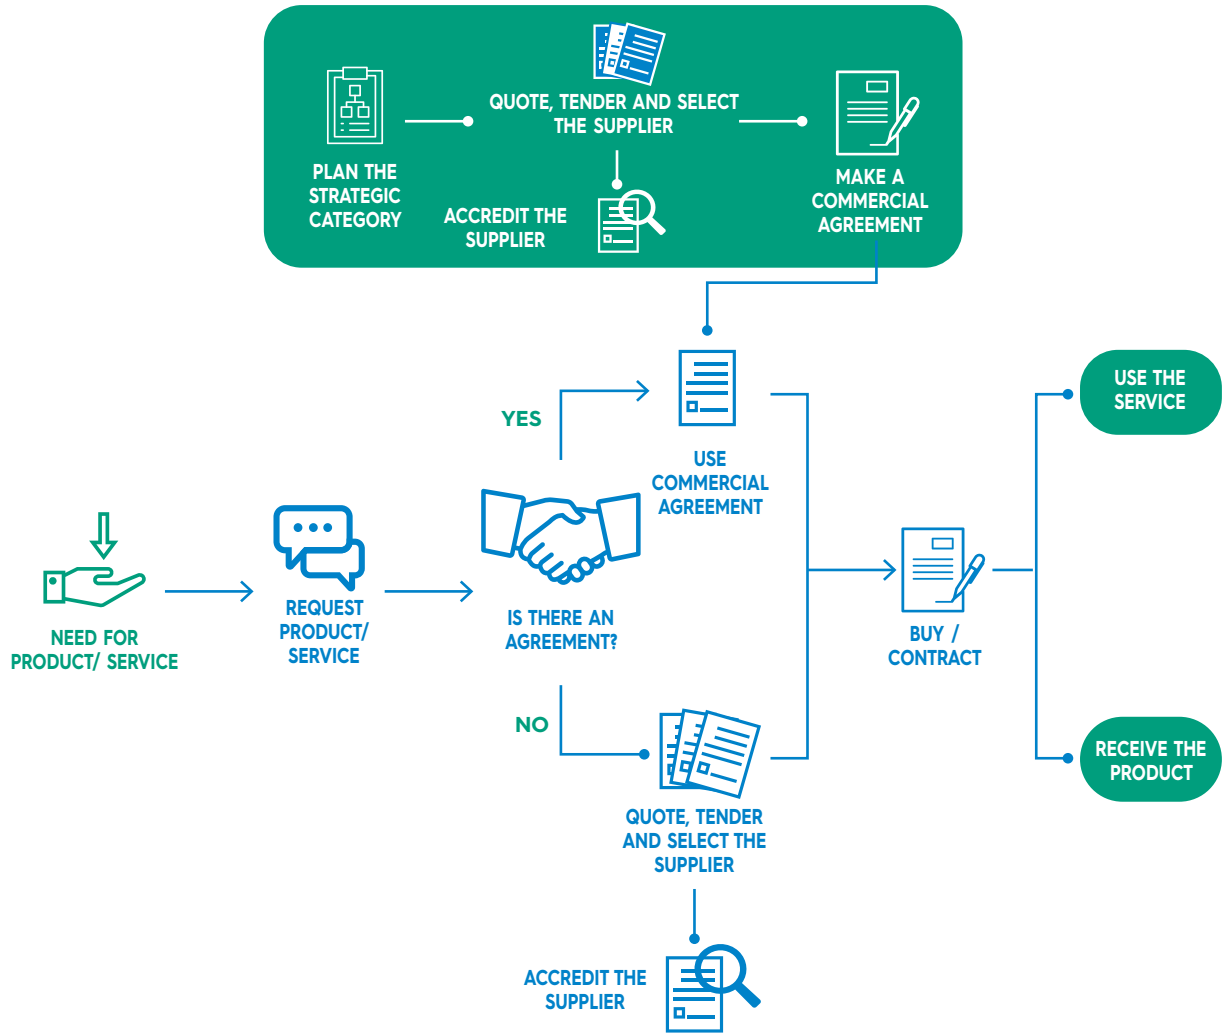 QUOTE, TENDER AND SELECT
THE SUPPLIER
PLAN THE
STRATEGIC
CATEGORY
ACCREDIT THE
SUPPLIER
MAKE A
COMMERCIAL
AGREEMENT
USE THE
SERVICE
YES
USE
COMMERCIAL
AGREEMENT
NEED FOR
PRODUCT/ SERVICE
REQUEST
PRODUCT/
SERVICE
IS THERE AN
AGREEMENT?
BUY /
CONTRACT
NO
RECEIVE THE
PRODUCT
QUOTE, TENDER
AND SELECT THE
SUPPLIER
ACCREDIT THE
SUPPLIER